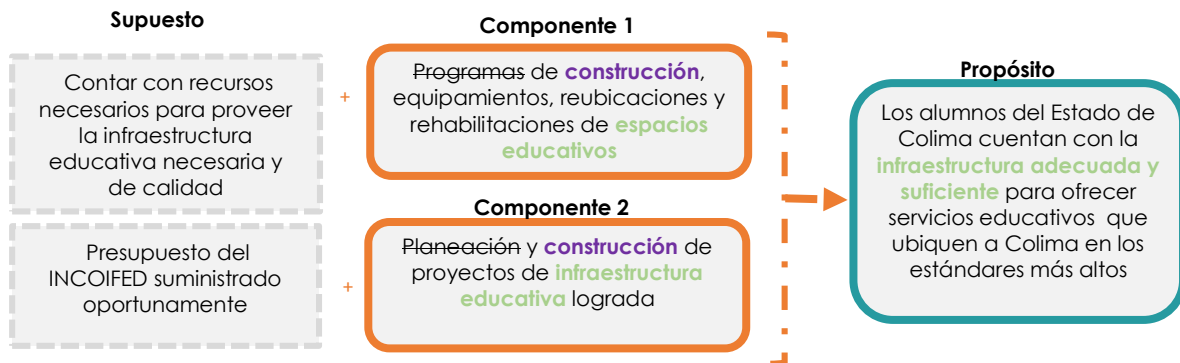 Supuesto
Contar con recursos
necesarios para proveer
la infraestructura
educativa necesaria y
de calidad
Presupuesto del
INCOIFED suministrado
oportunamente
+
+
Componente 1
Programas de construcción,
equipamientos, reubicaciones y
rehabilitaciones de espacios
educativos
Componente 2
Planeación y construcción de
proyectos de infraestructura
educativa lograda
Propósito
Los alumnos del Estado de
Colima cuentan con la
infraestructura adecuada y
suficiente para ofrecer
servicios educativos que
ubiquen a Colima en los
estándares más altos